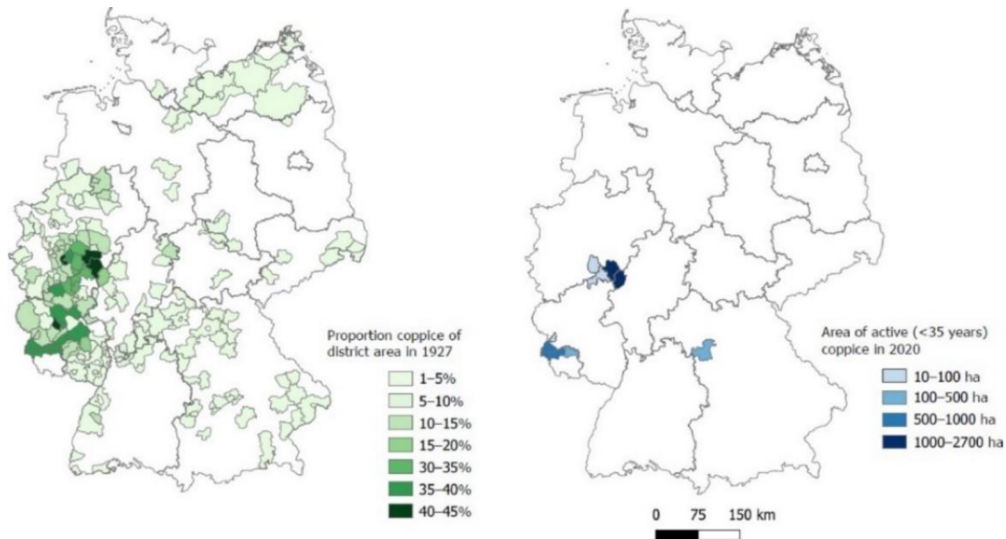 Proportion coppice of
district area in 1927
1–5%
5–10%
10–15%
15–20%
30–35%
35–40%
40–45%
Area of active (<35 years)
coppice in 2020
10–100 ha
100–500 ha
500–1000 ha
1000–2700 ha
0 75 150 km